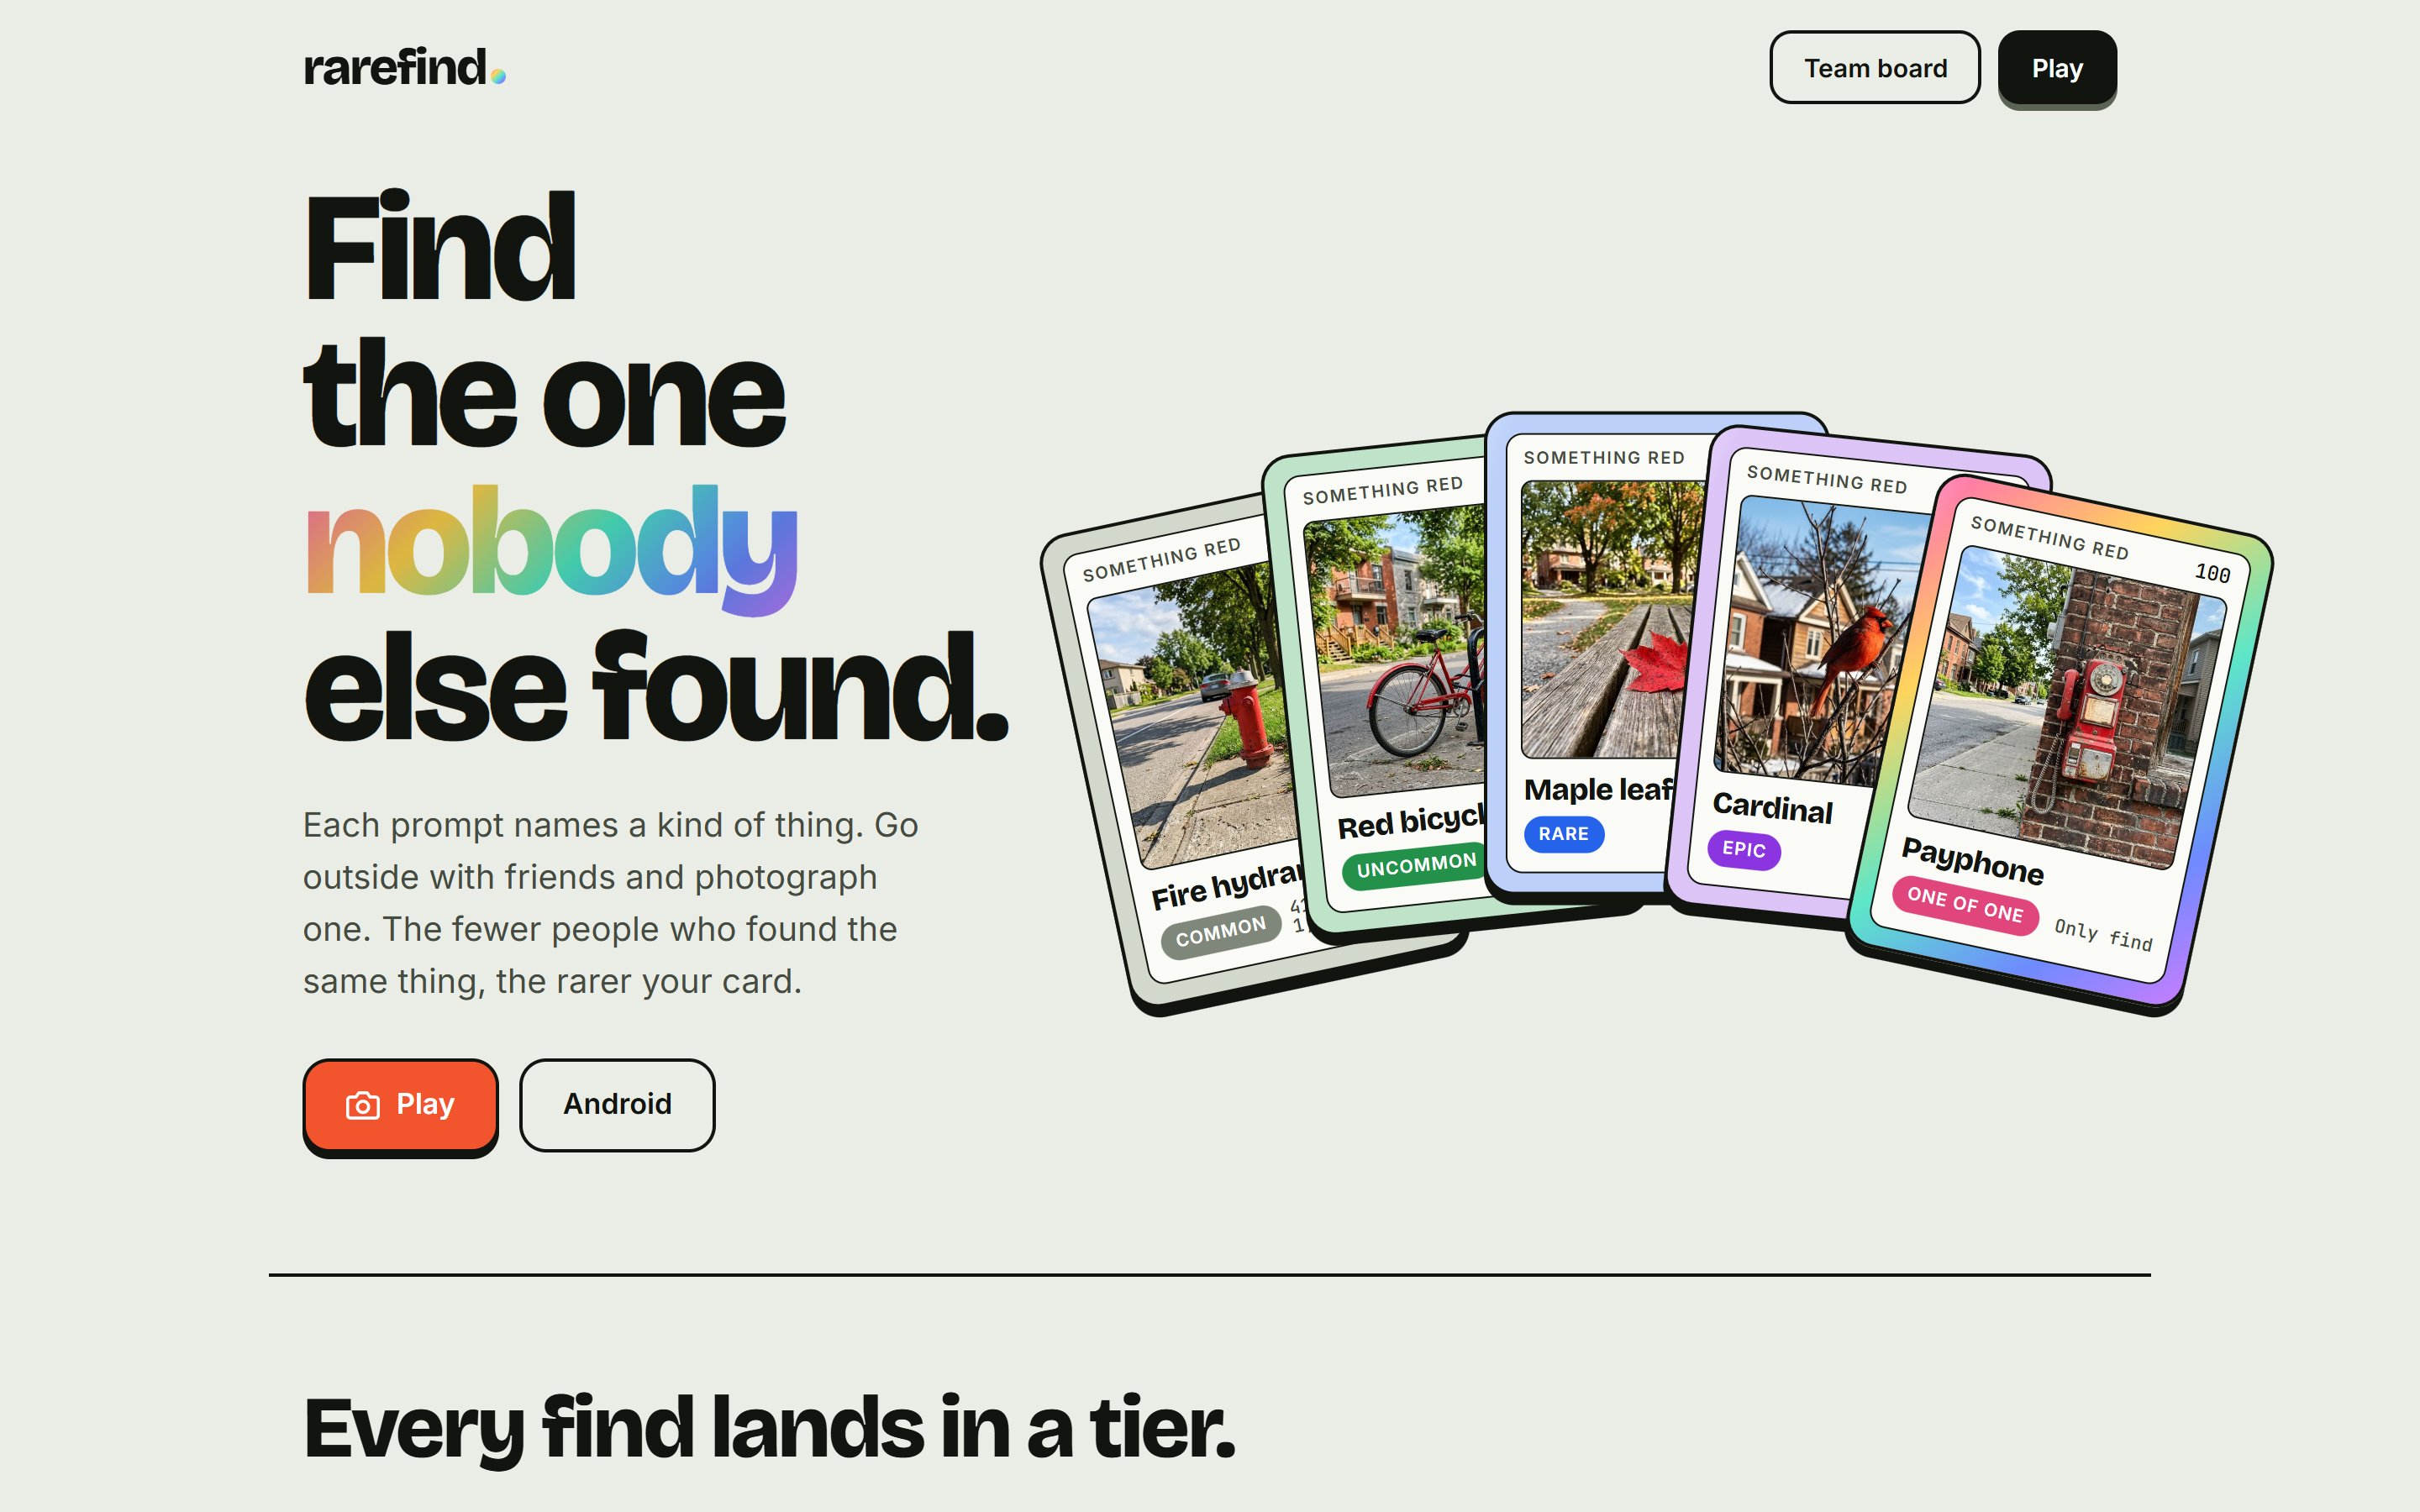 rarefind.
Team board
Play
Find
the one
nobody
else found.
Each prompt names a kind of thing. Go
outside with friends and photograph
one. The fewer people who found the
same thing, the rarer your card.
Play
Android
SOMETHING RED
Fire
COMMON
SOMETHING RED
Red
UNCOMMON
SOMETHING RED
Maple leaf
RARE
SOMETHING RED
Cardinal
EPIC
SOMETHING RED
100
Payphone
ONE OF ONE
Only find
Every find lands in a tier.